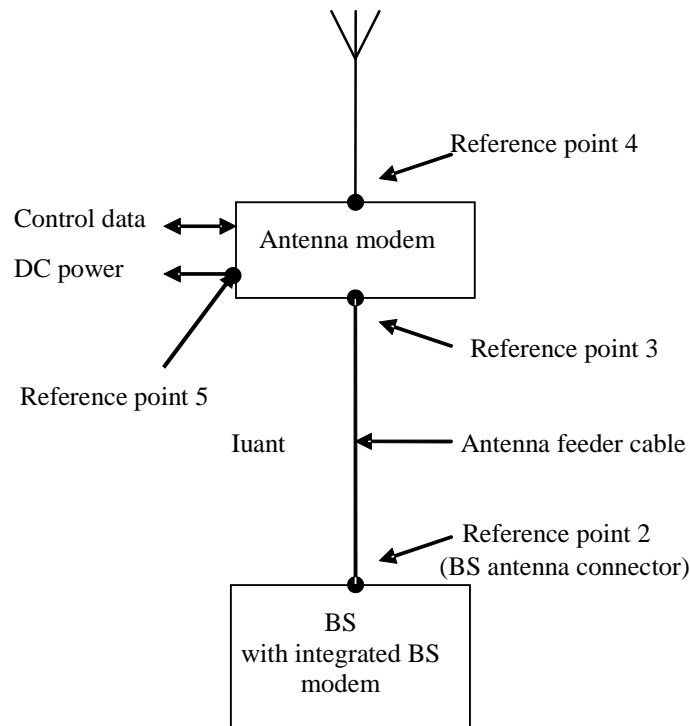 Reference point 4
Control data
Antenna modem
DC power
Reference point 3
Reference point 5
Iuant
Antenna feeder cable
Reference point 2
(BS antenna connector)
BS
with integrated BS
modem